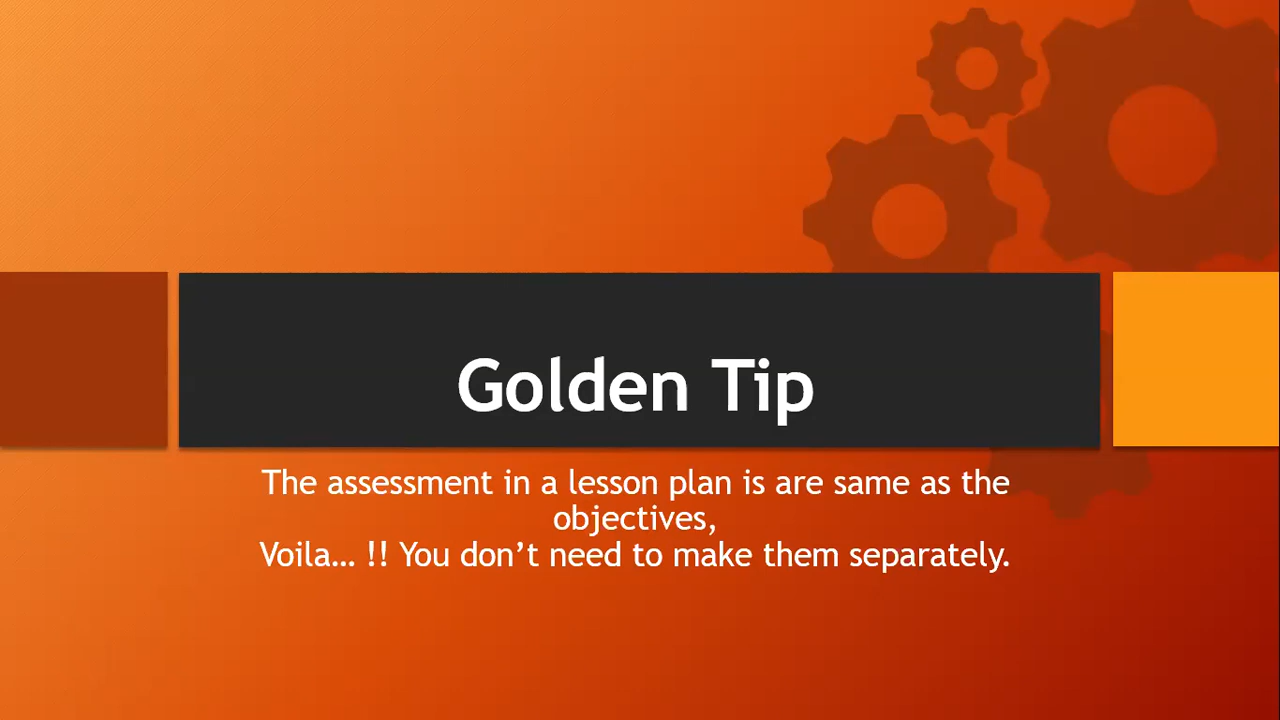 Golden Tip
The assessment in a lesson plan is are same as the
objectives,
Voila… !! You don’t need to make them separately.